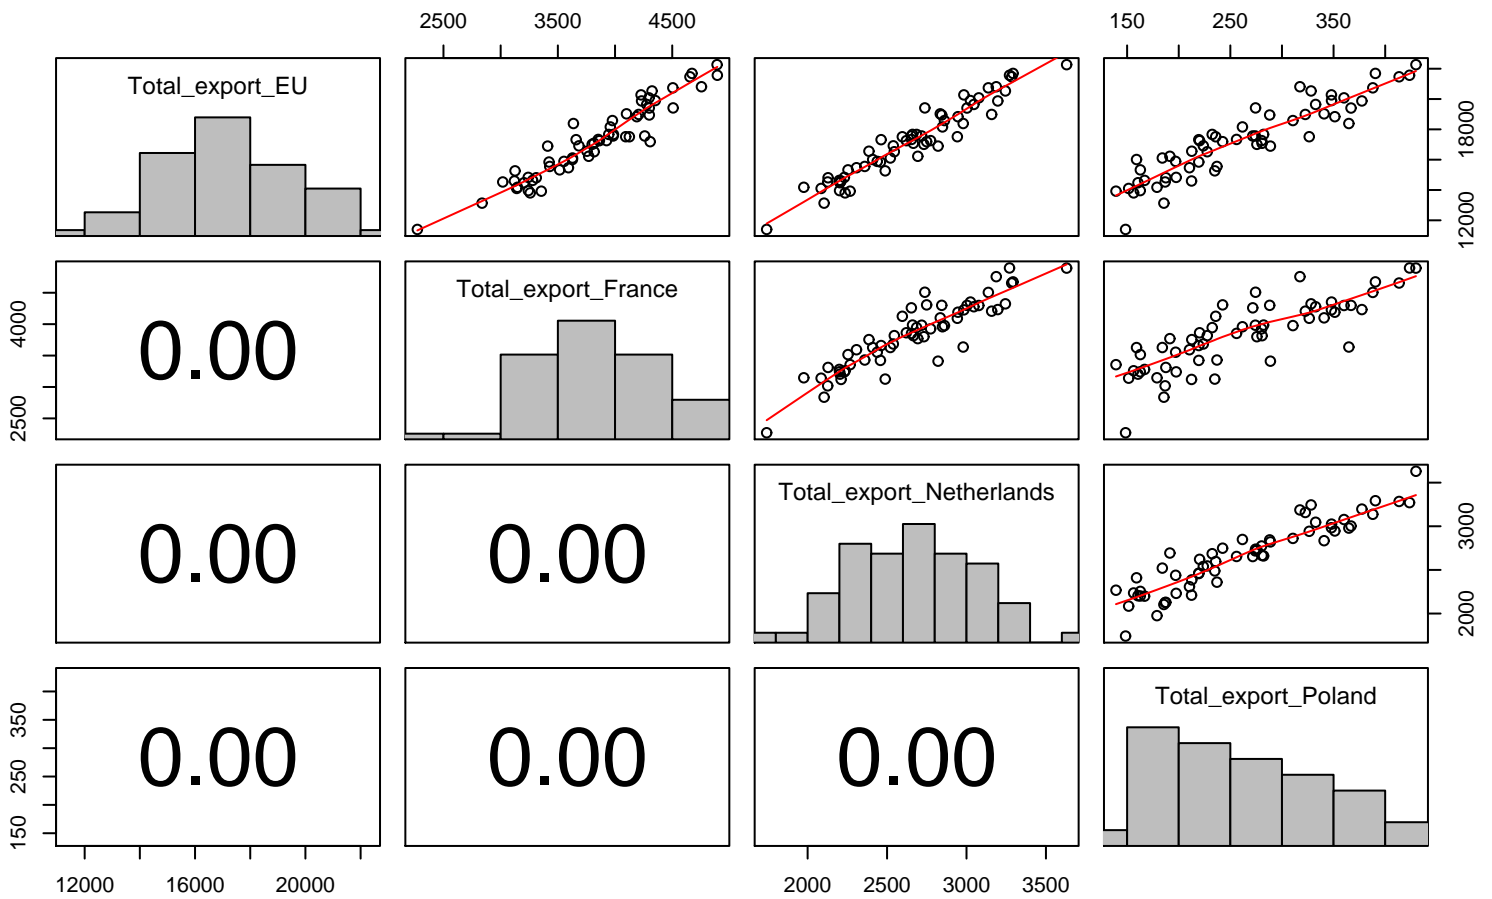 2500 3500 4500 150 250 350
Total_export_EU
12000 18000
2500 4000
0.00
Total_export_France
0.00 0.00
Total_export_Netherlands
2000 3000
150 250 350
0.00 0.00 0.00
Total_export_Poland
12000 16000 20000 2000 2500 3000 3500